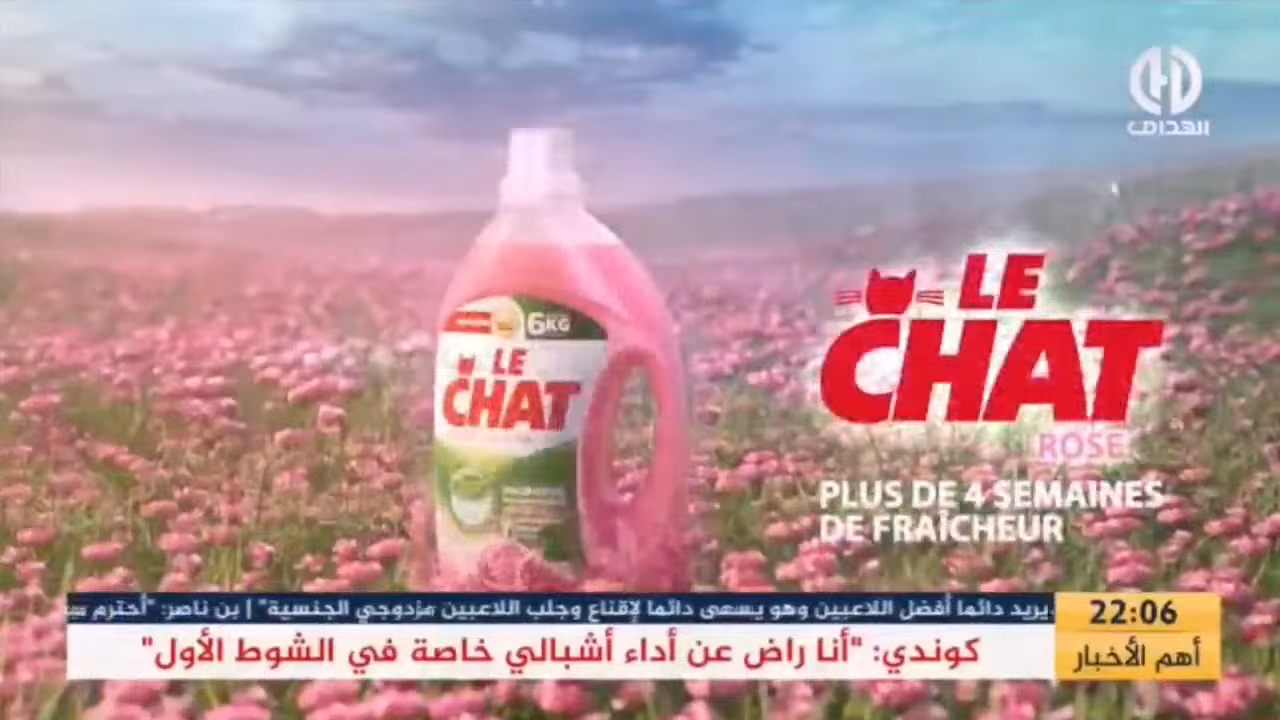 الهداف
6KG
LE
CHAT
LE
CHAT
ROSE
PLUS DE 4 SEMAINES
DE FRAÎCHEUR
يريد دائما أفضل اللاعبين وهو يسعى دائما لإقناع وجلب اللاعبين مزدوجي الجنسية" | بن ناصر: "أحترم
22:06
كوندي: "أنا راض عن أداء أشبالي خاصة في الشوط الأول"
أهم الأخبار